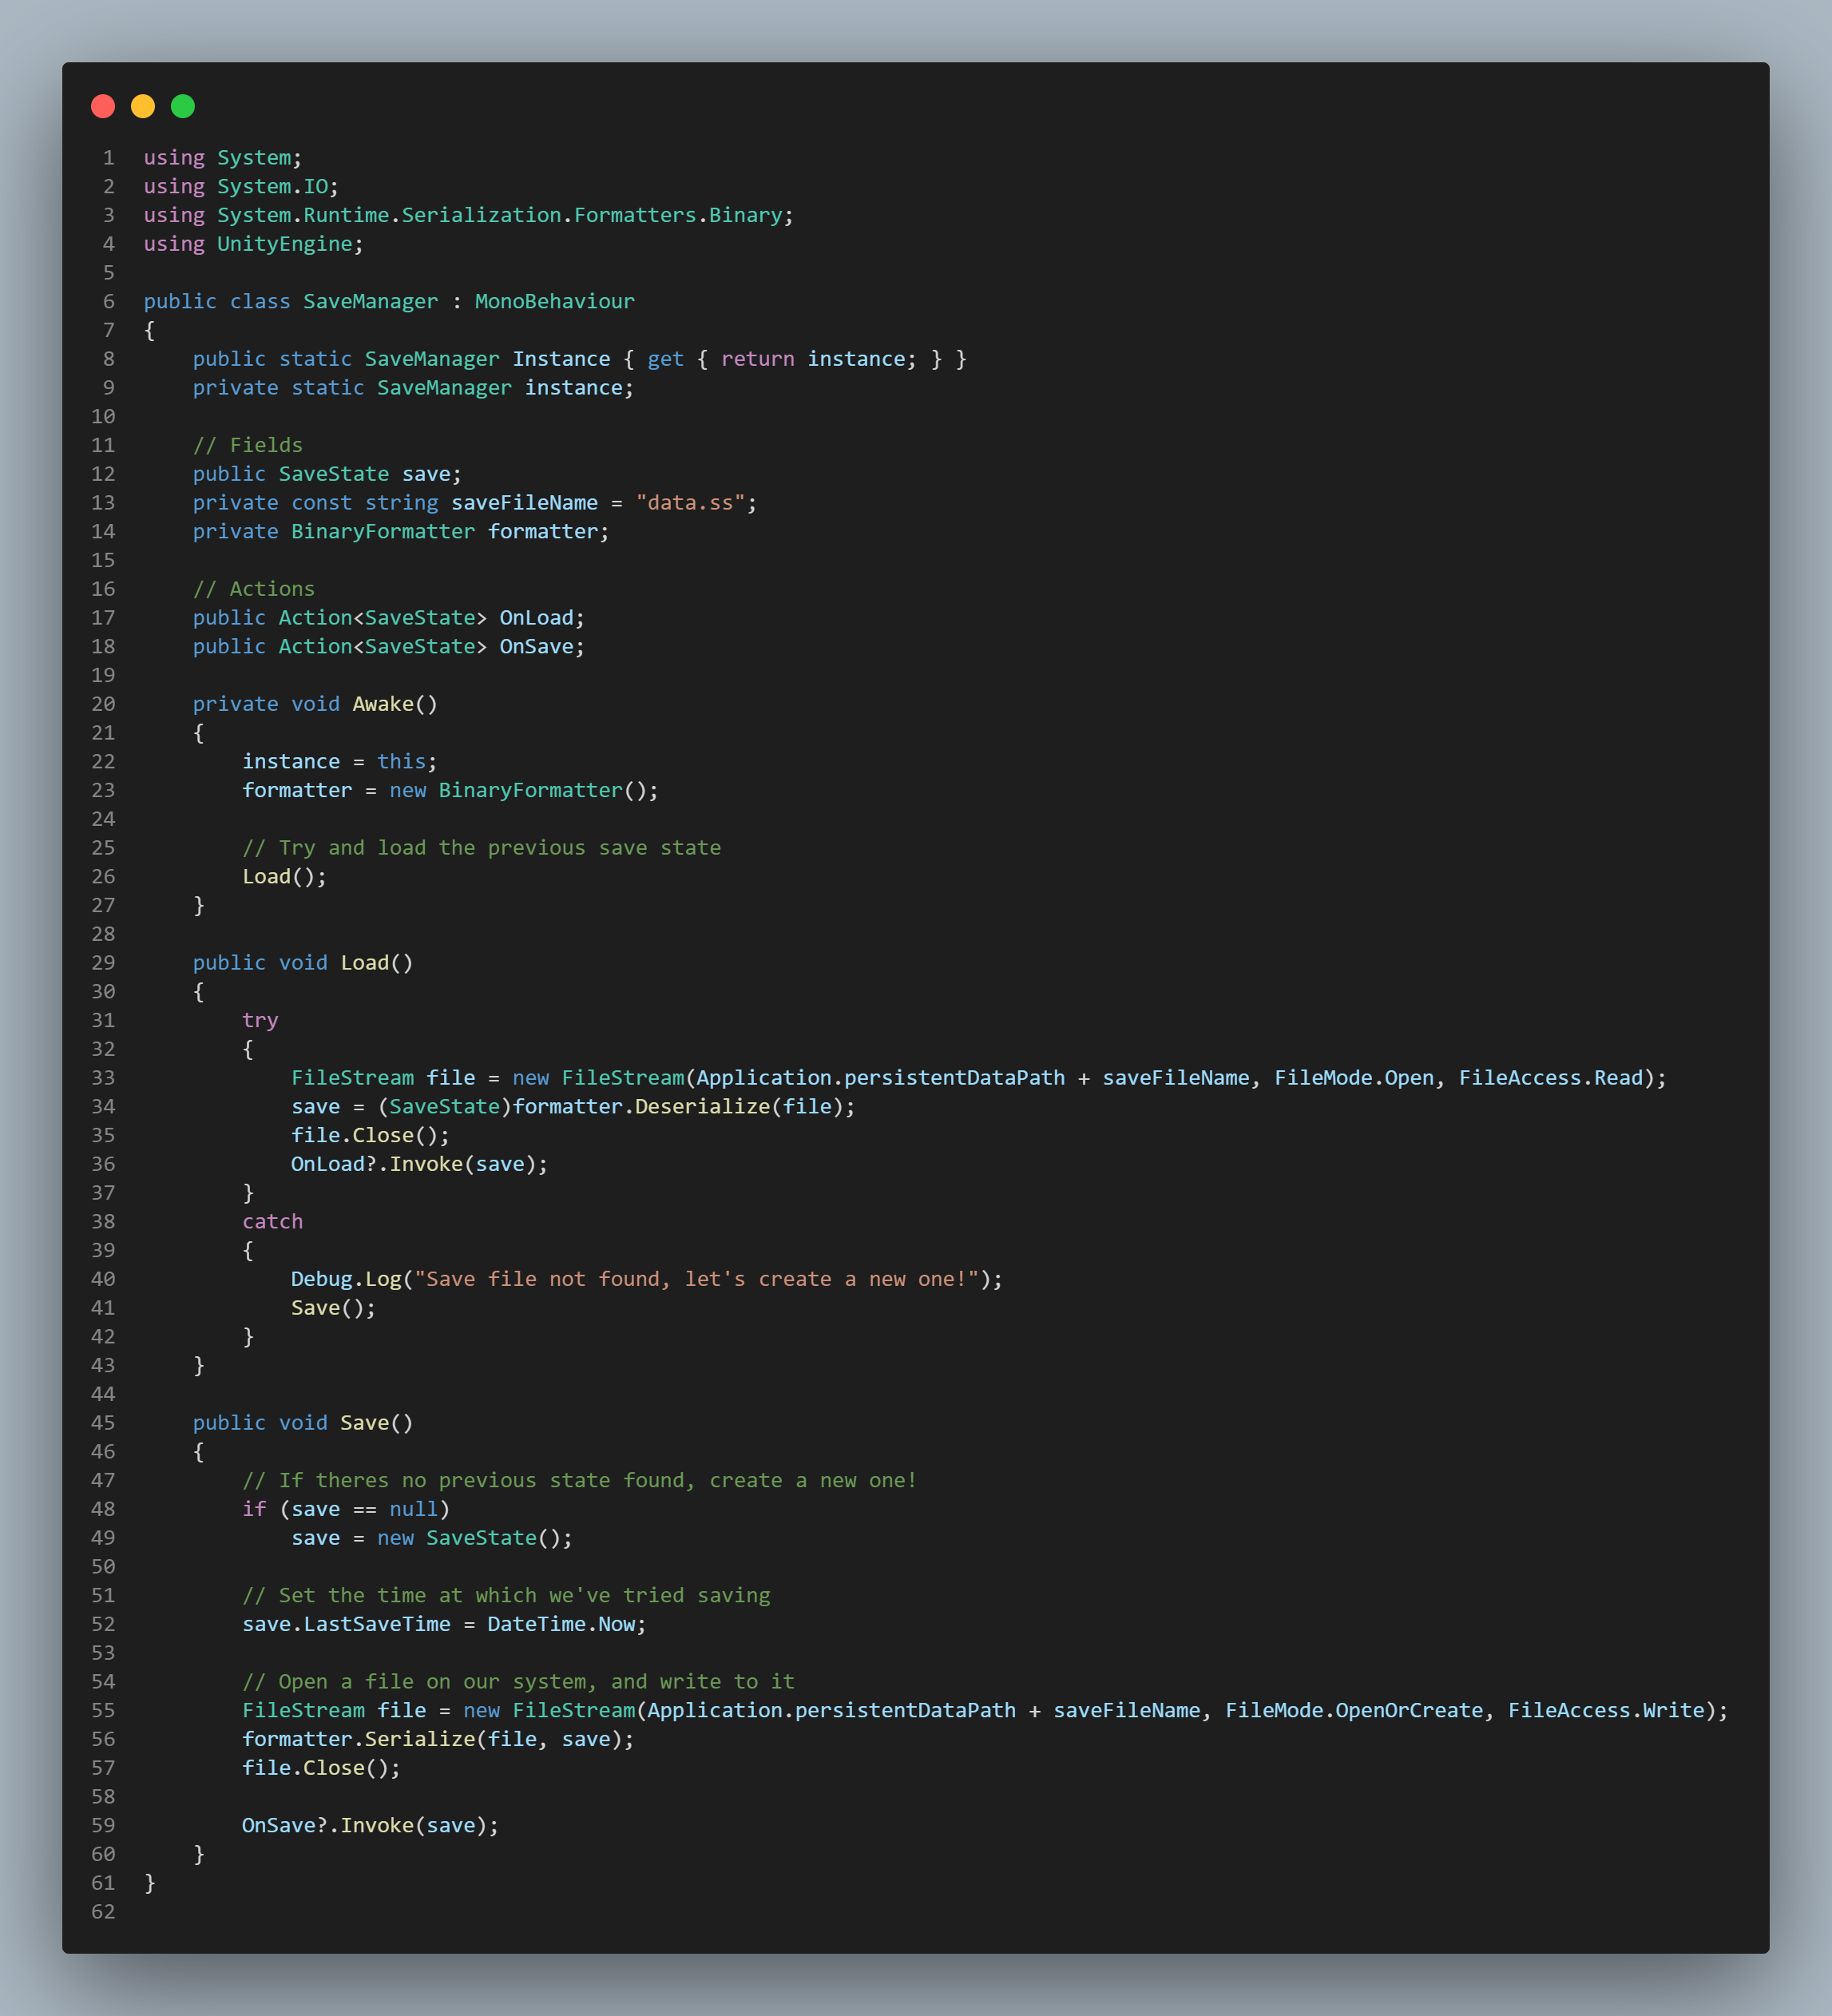 1 using System;
2 using System.IO;
3 using System.Runtime.Serialization.Formatters.Binary;
4 using UnityEngine;
5
6 public class SaveManager : MonoBehaviour
7 {
8     public static SaveManager Instance { get { return instance; } }
9     private static SaveManager instance;
10
11     // Fields
12     public SaveState save;
13     private const string saveFileName = "data.ss";
14     private BinaryFormatter formatter;
15
16     // Actions
17     public Action<SaveState> OnLoad;
18     public Action<SaveState> OnSave;
19
20     private void Awake()
21     {
22         instance = this;
23         formatter = new BinaryFormatter();
24
25         // Try and load the previous save state
26         Load();
27     }
28
29     public void Load()
30     {
31         try
32         {
33             FileStream file = new FileStream(Application.persistentDataPath + saveFileName, FileMode.Open, FileAccess.Read);
34             save = (SaveState)formatter.Deserialize(file);
35             file.Close();
36             OnLoad?.Invoke(save);
37         }
38         catch
39         {
40             Debug.Log("Save file not found, let's create a new one!");
41             Save();
42         }
43     }
44
45     public void Save()
46     {
47         // If theres no previous state found, create a new one!
48         if (save == null)
49             save = new SaveState();
50
51         // Set the time at which we've tried saving
52         save.LastSaveTime = DateTime.Now;
53
54         // Open a file on our system, and write to it
55         FileStream file = new FileStream(Application.persistentDataPath + saveFileName, FileMode.OpenOrCreate, FileAccess.Write);
56         formatter.Serialize(file, save);
57         file.Close();
58
59         OnSave?.Invoke(save);
60     }
61 }
62